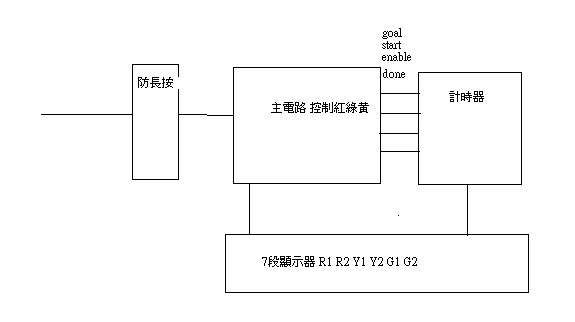 goal
start
enable
done
防長按
主電路 控制紅綠黃
計時器
7段顯示器 R1 R2 Y1 Y2 G1 G2